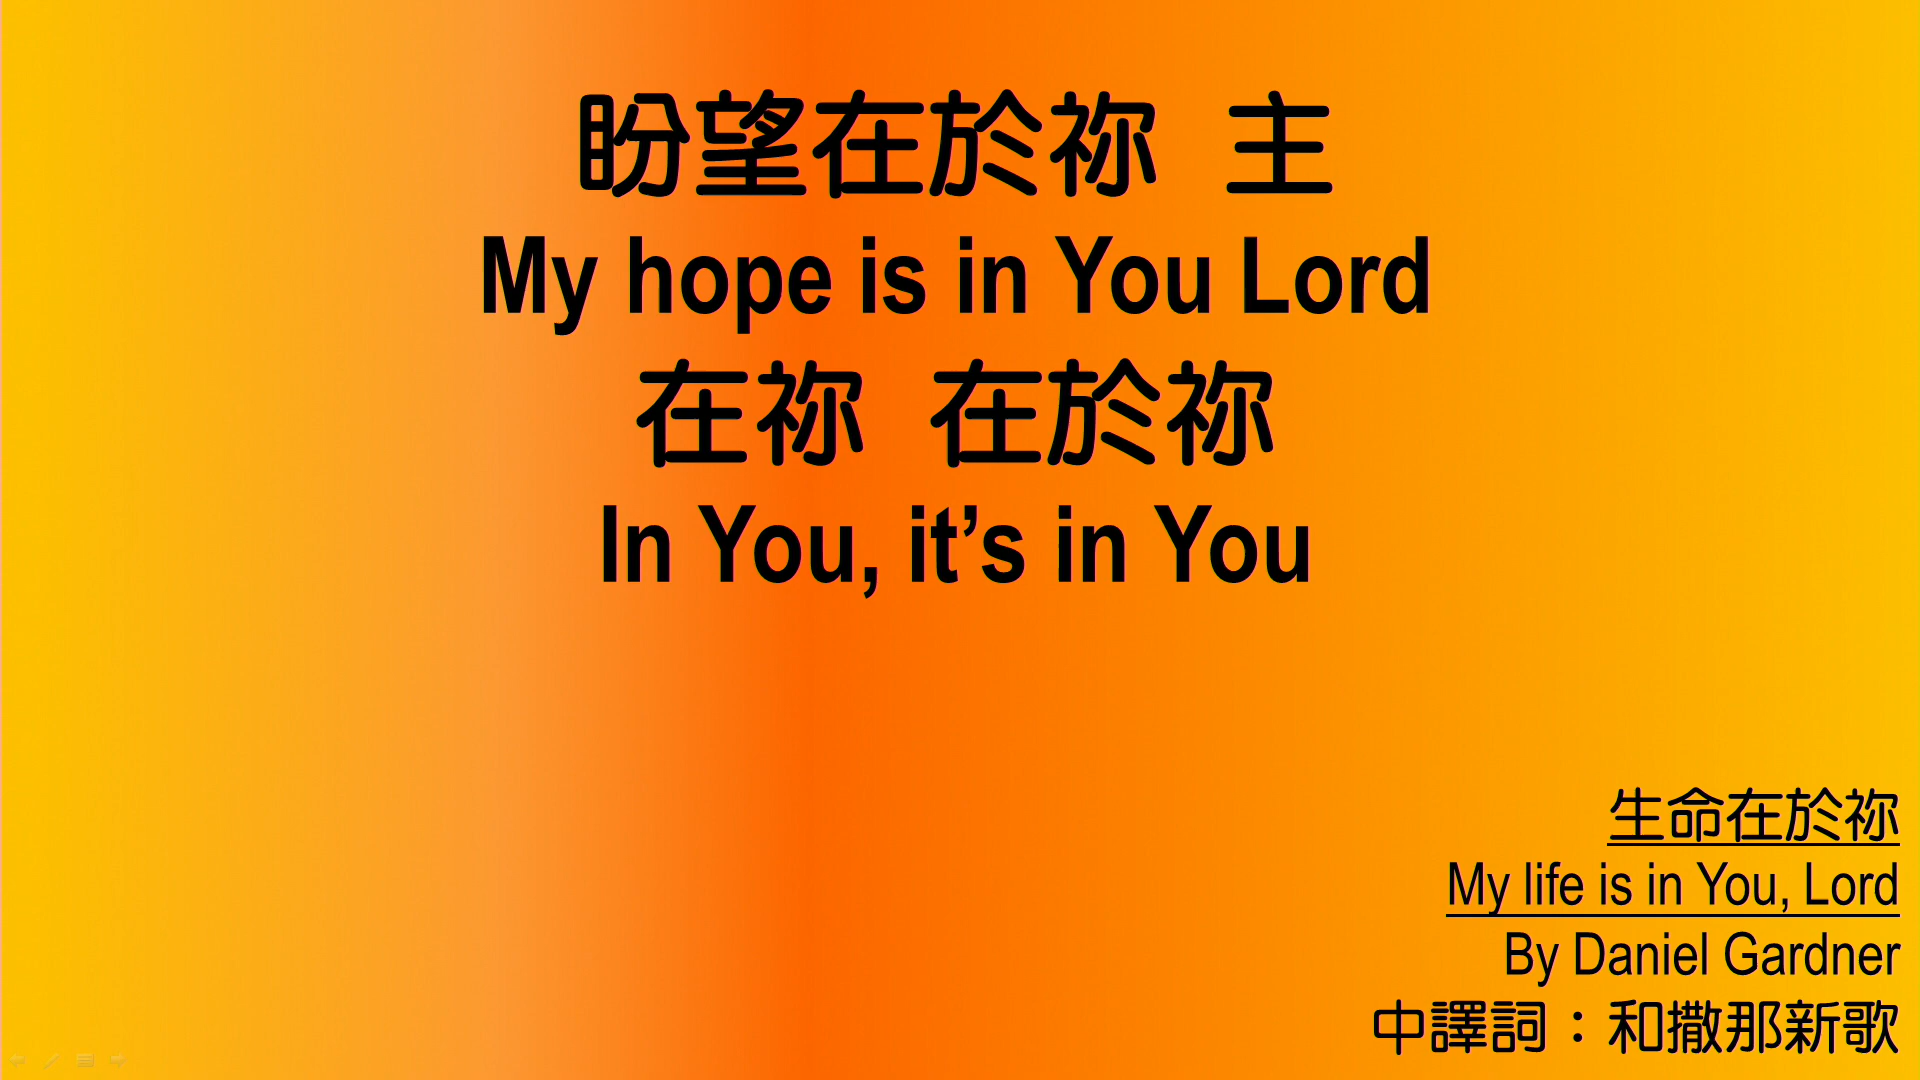 盼望在於祢 主
My hope is in You Lord
在祢 在於祢
In You, it’s in You
生命在於祢
My life is in You, Lord
By Daniel Gardner
中譯詞：和撒那新歌